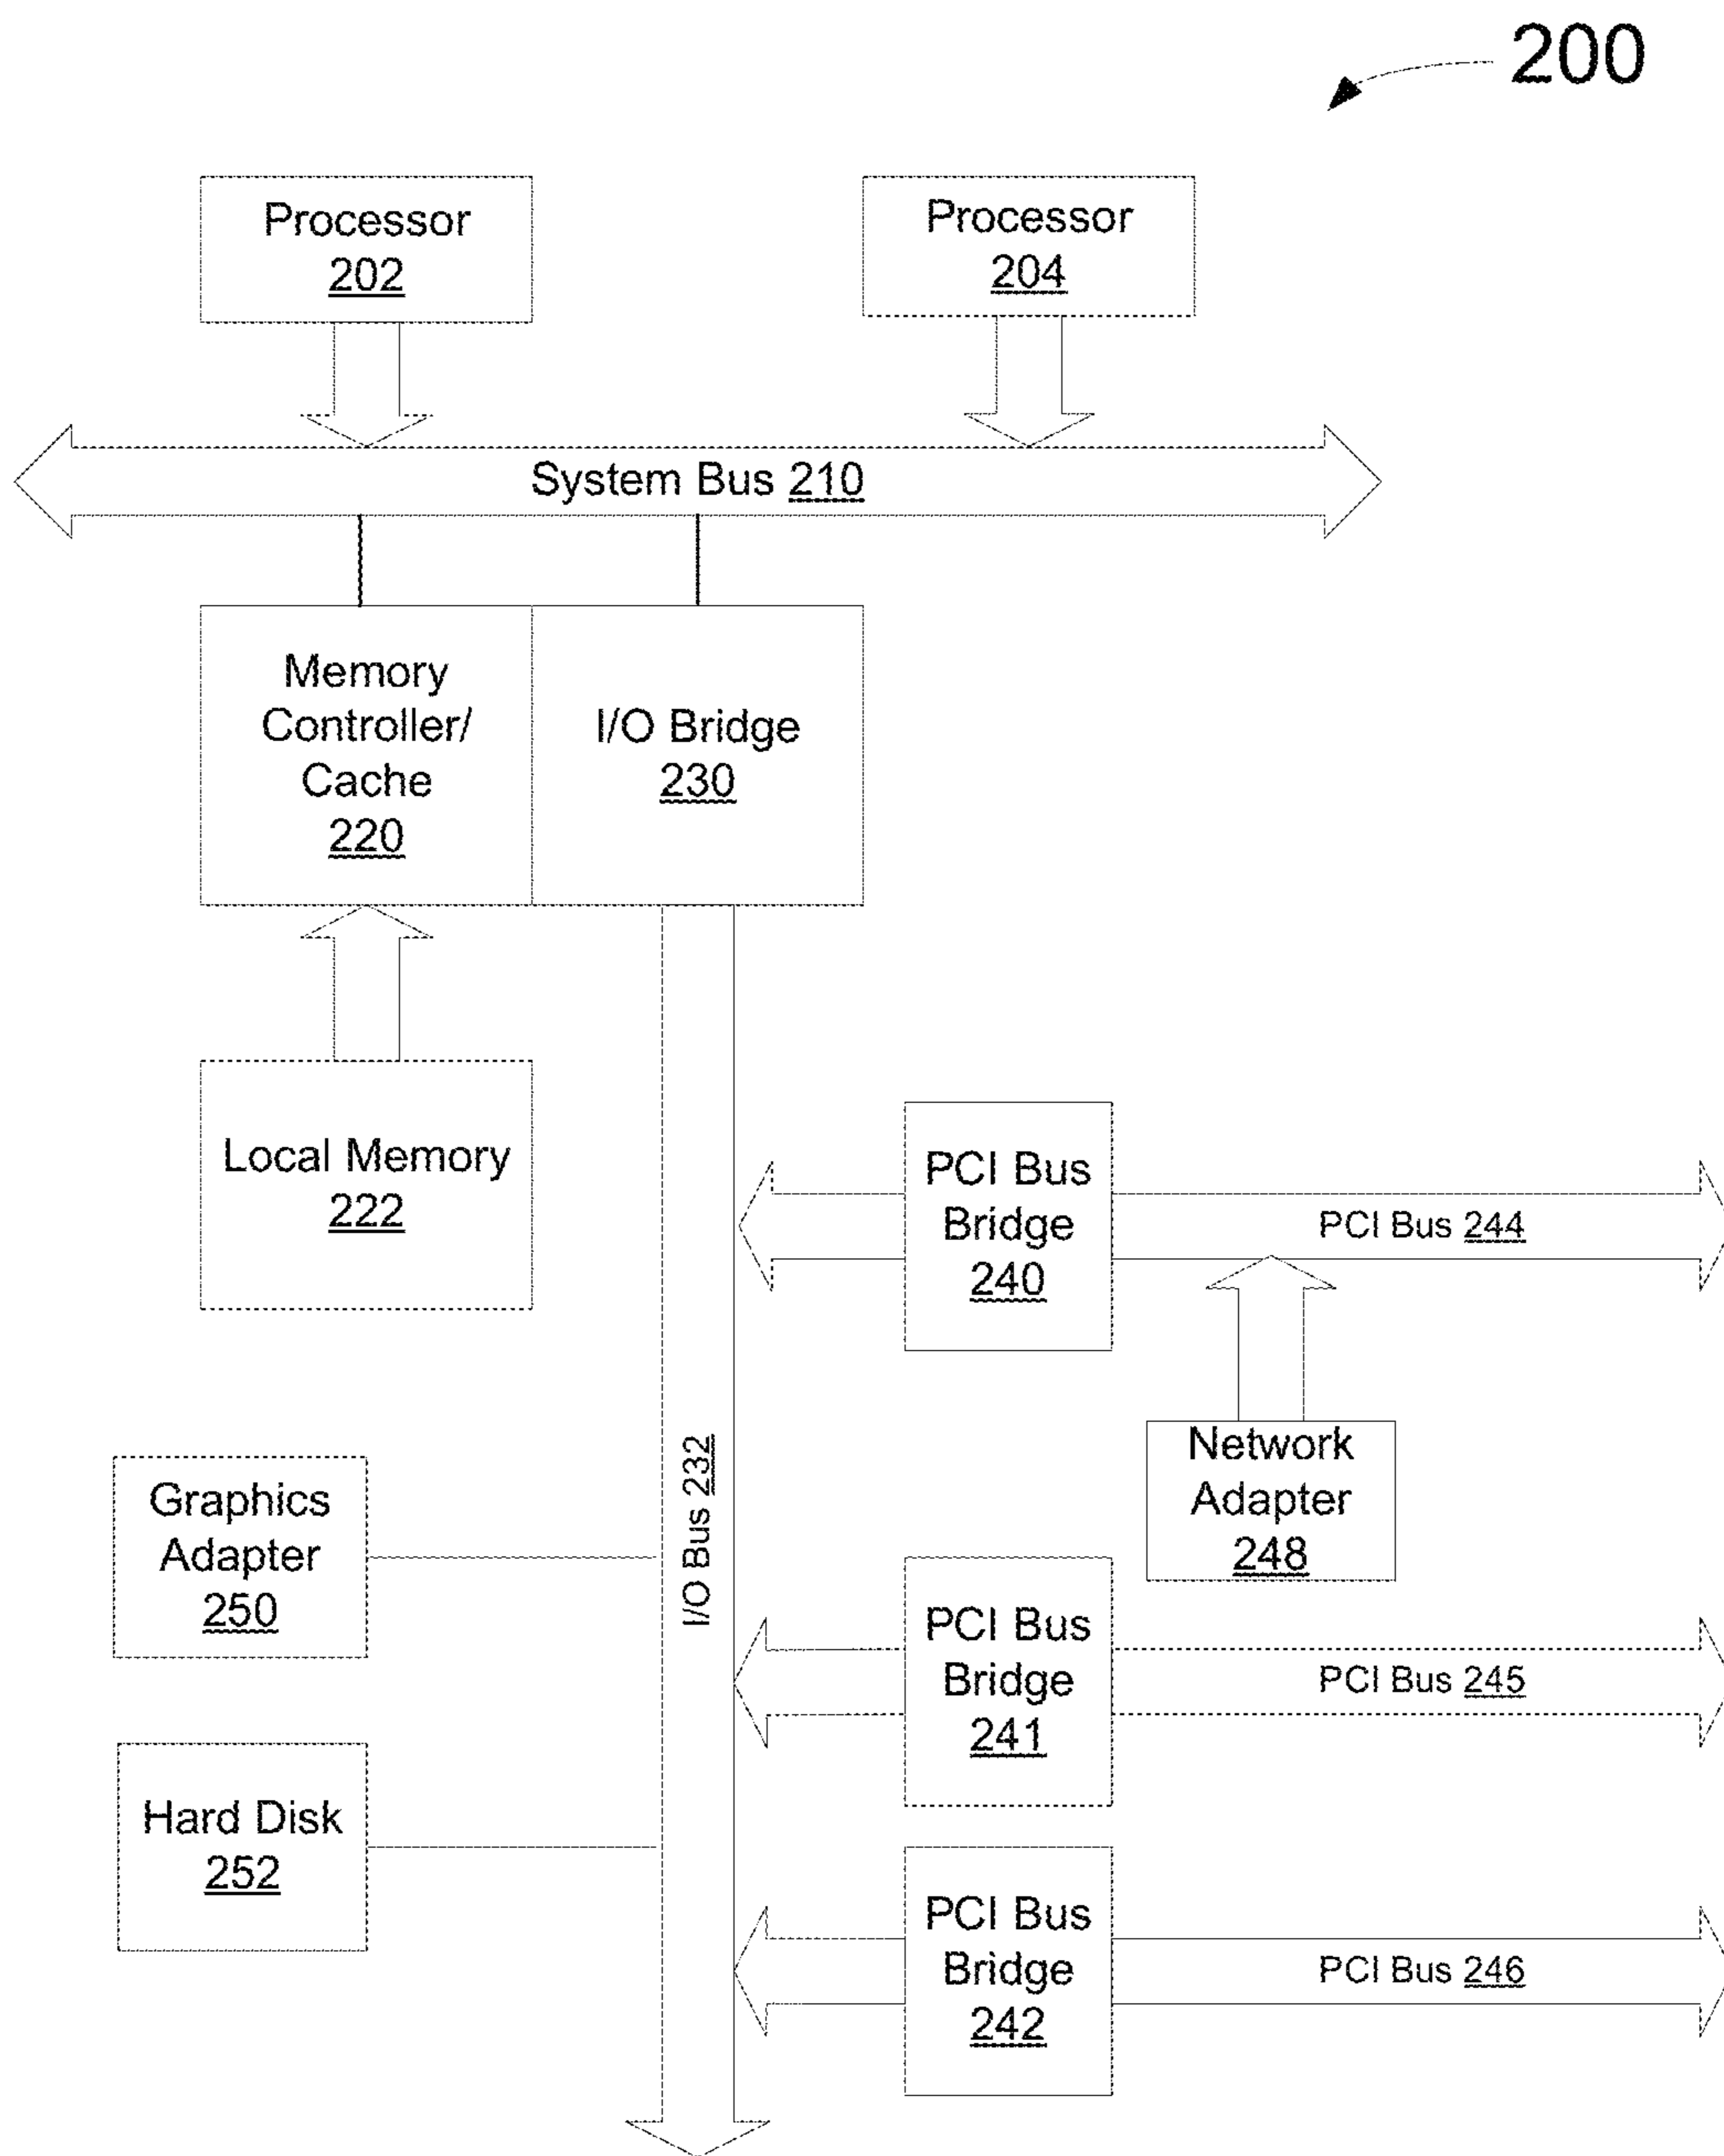 200
Processor
202
Processor
204
System Bus 210
Memory
Controller/
Cache
220
I/O Bridge
230
Local Memory
222
PCI Bus
Bridge
240
PCI Bus 244
Network
Adapter
248
Graphics
Adapter
250
I/O Bus 232
PCI Bus
Bridge
241
PCI Bus 245
Hard Disk
252
PCI Bus
Bridge
242
PCI Bus 246